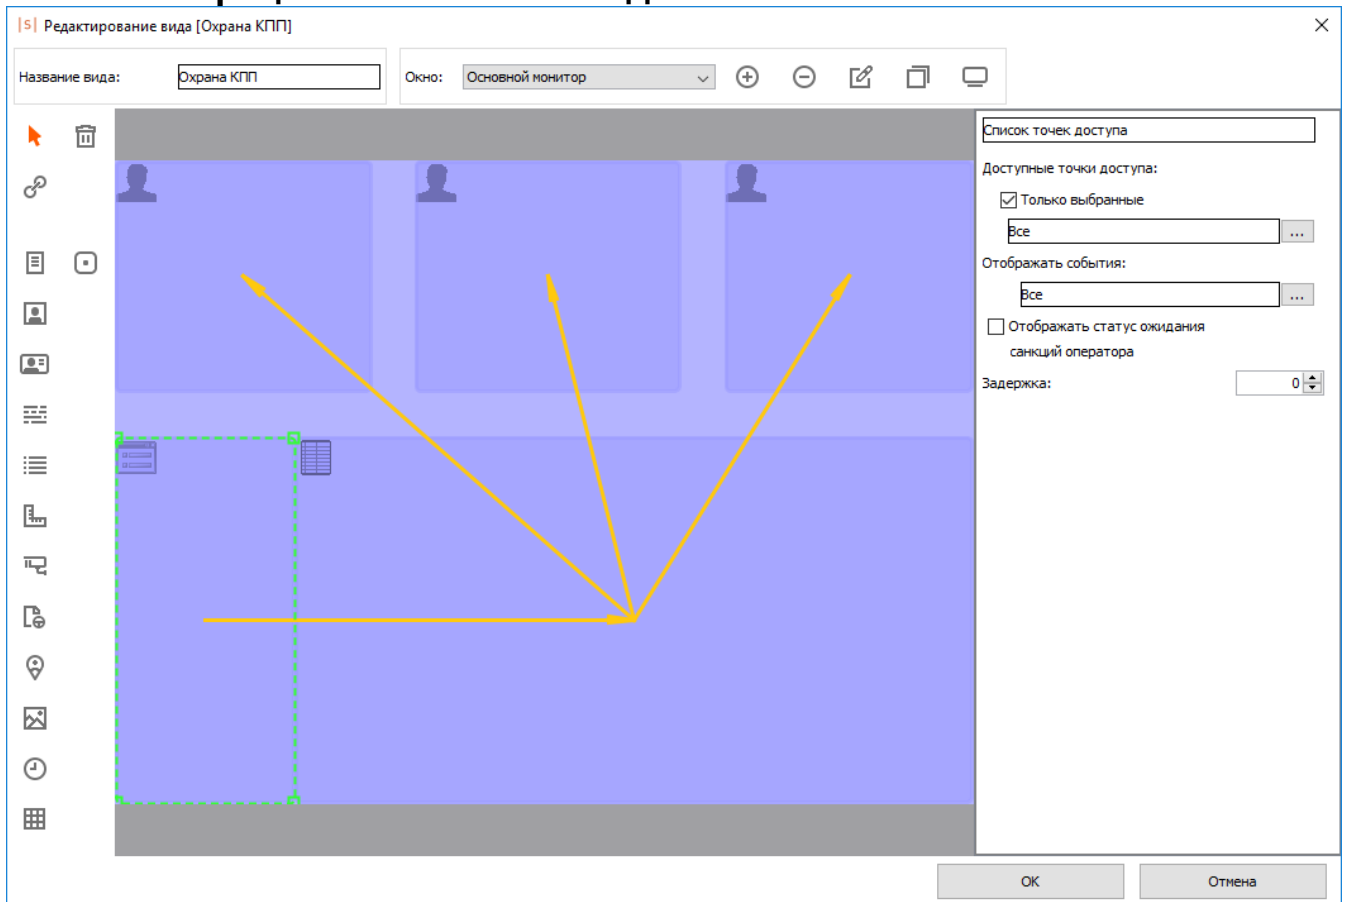 |S| Редактирование вида [Охрана КПП]
Название вида: Охрана КПП Окно: Основной монитор
Список точек доступа
Доступные точки доступа:
Только выбранные
Все ...
Отображать события:
Все ...
Отображать статус ожидания
санкций оператора
Задержка: 0
ОК Отмена